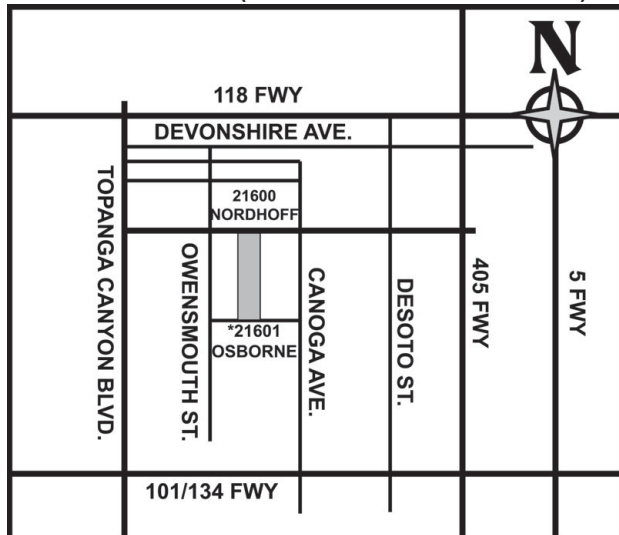 N
118 FWY
DEVONSHIRE AVE.
21600
NORDHOFF
TOPANGA CANYON BLVD.
OWENSMOUTH ST.
CANOGA AVE.
DESOTO ST.
405 FWY
5 FWY
*21601
OSBORNE
101/134 FWY